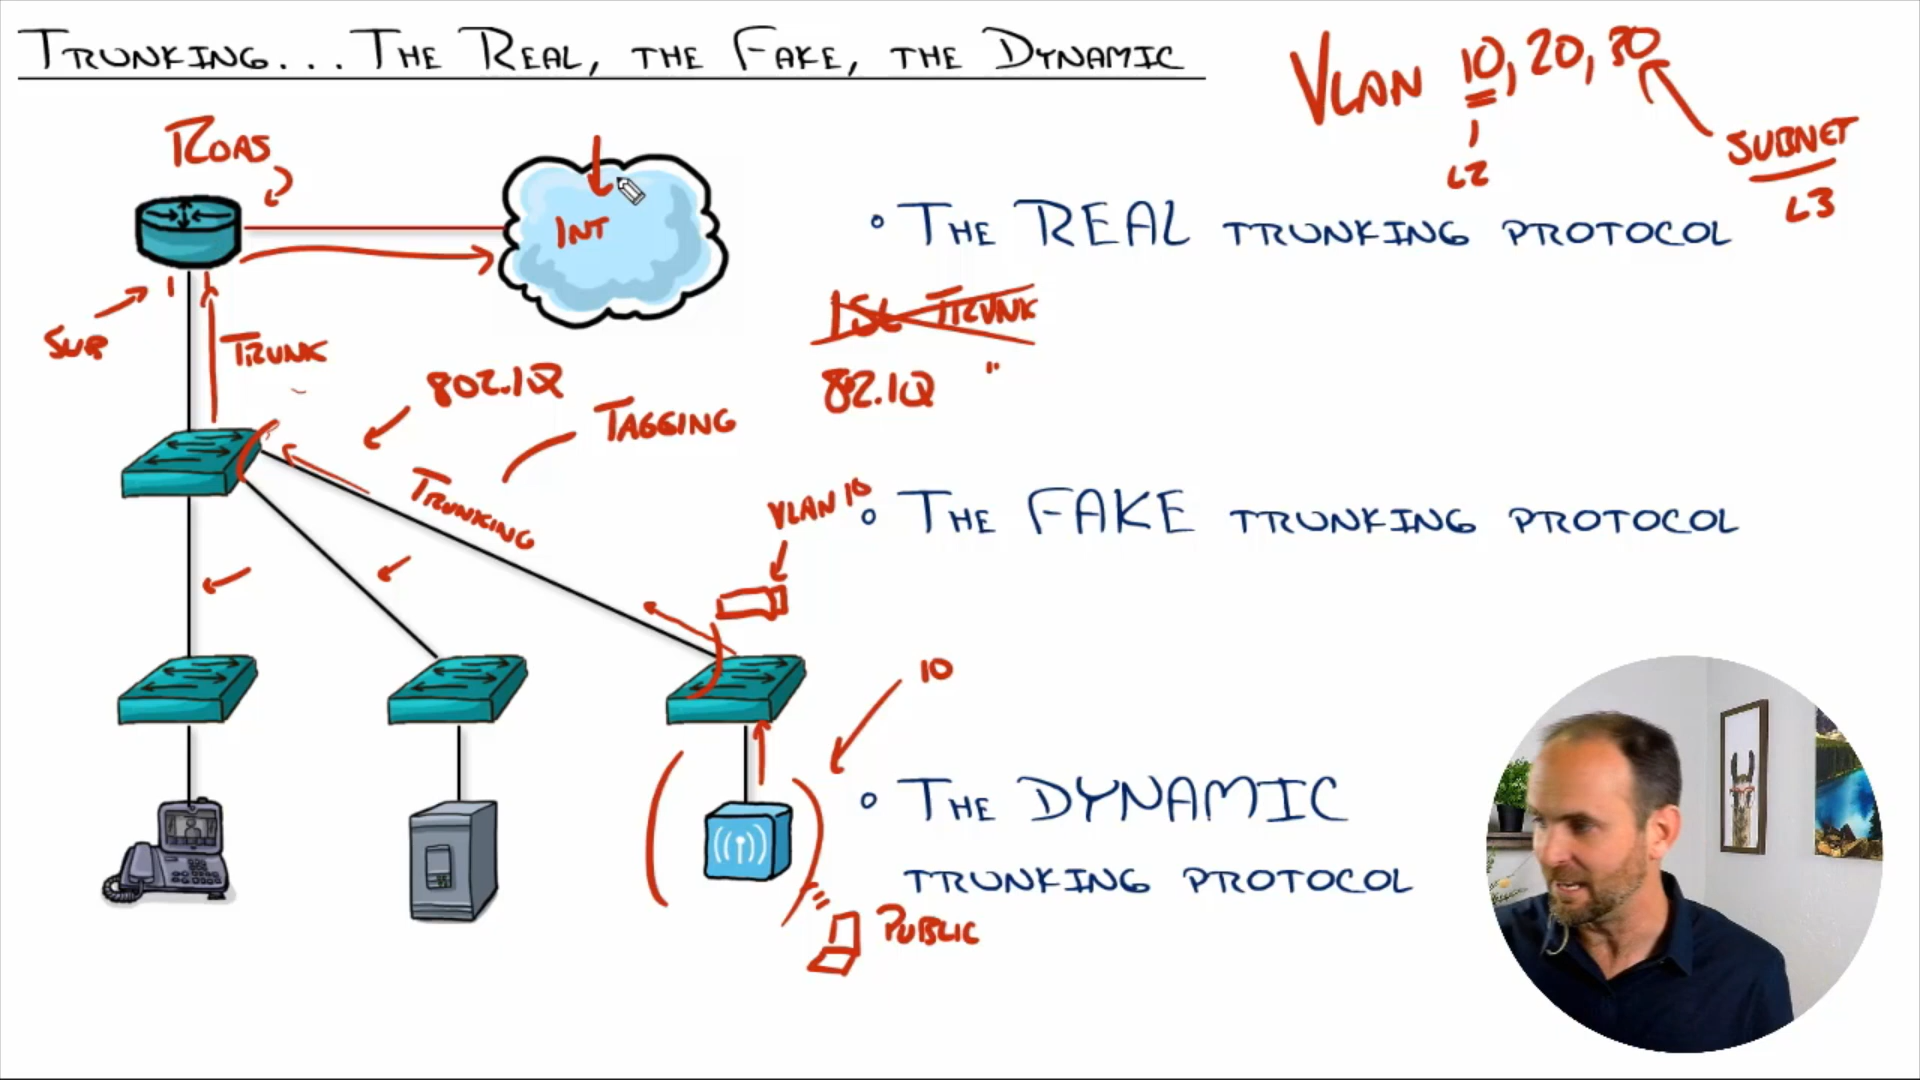 TRUNKING... THE REAL, THE FAKE, THE DYNAMIC
VLAN 10, 20, 30
L2
SUBNET
L3
ROAS
INT
• THE REAL TRUNKING PROTOCOL
ISL TRUNK
802.1Q "
SUB
TRUNK
802.1Q
TAGGING
TRUNKING
VLAN 10
• THE FAKE TRUNKING PROTOCOL
10
• THE DYNAMIC
TRUNKING PROTOCOL
PUBLIC